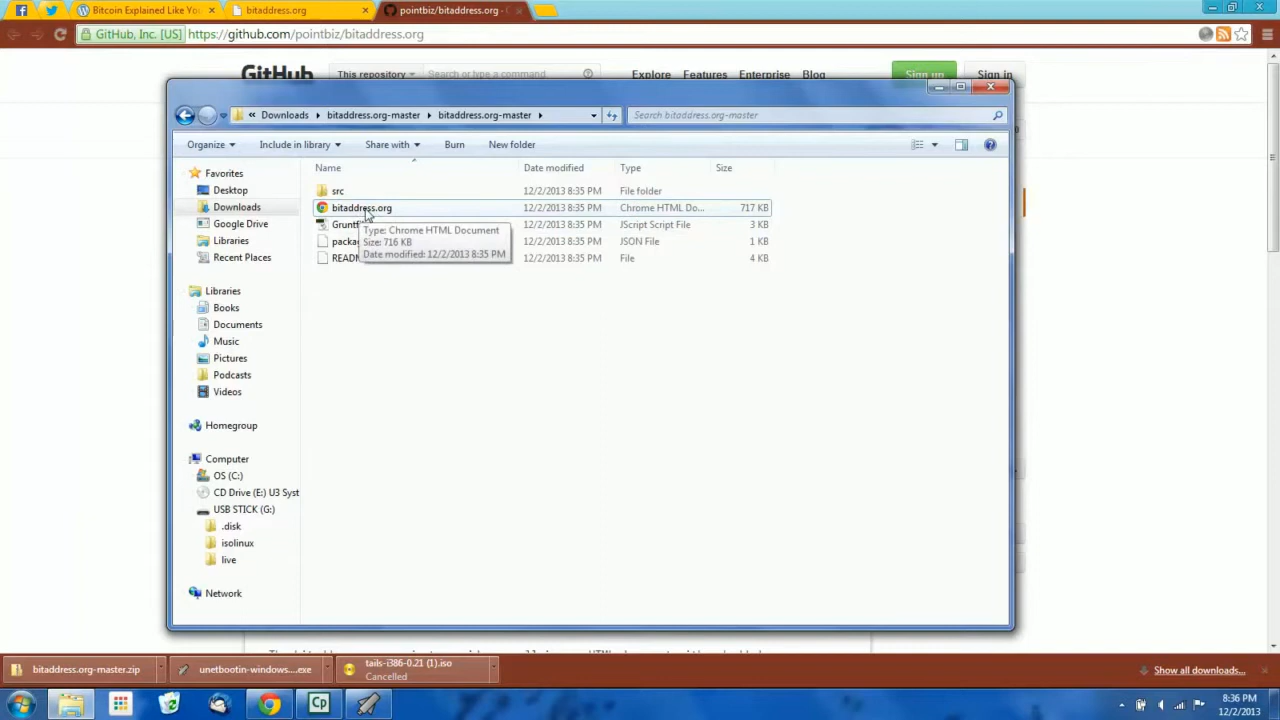 Bitcoin Explained Like Yo
bitaddress.org
pointbiz/bitaddress.org -
GitHub, Inc. [US] https://github.com/pointbiz/bitaddress.org
GitHub This repository Search or type a command Explore Features Enterprise Blog Sign up Sign in
« Downloads bitaddress.org-master bitaddress.org-master Search bitaddress.org-master
Organize Include in library Share with Burn New folder
Name Date modified Type Size
src 12/2/2013 8:35 PM File folder
bitaddress.org 12/2/2013 8:35 PM Chrome HTML Do... 717 KB
Gruntf 12/2/2013 8:35 PM JScript Script File 3 KB
packag 12/2/2013 8:35 PM JSON File 1 KB
READM 12/2/2013 8:35 PM File 4 KB
Type: Chrome HTML Document
Size: 716 KB
Date modified: 12/2/2013 8:35 PM
Favorites
Desktop
Downloads
Google Drive
Libraries
Recent Places
Libraries
Books
Documents
Music
Pictures
Podcasts
Videos
Homegroup
Computer
OS (C:)
CD Drive (E:) U3 Syst
USB STICK (G:)
.disk
isolinux
live
Network
bitaddress.org-master.zip
unetbootin-windows....exe
tails-i386-0.21 (1).iso
Cancelled
Show all downloads...
Cp
8:36 PM
12/2/2013